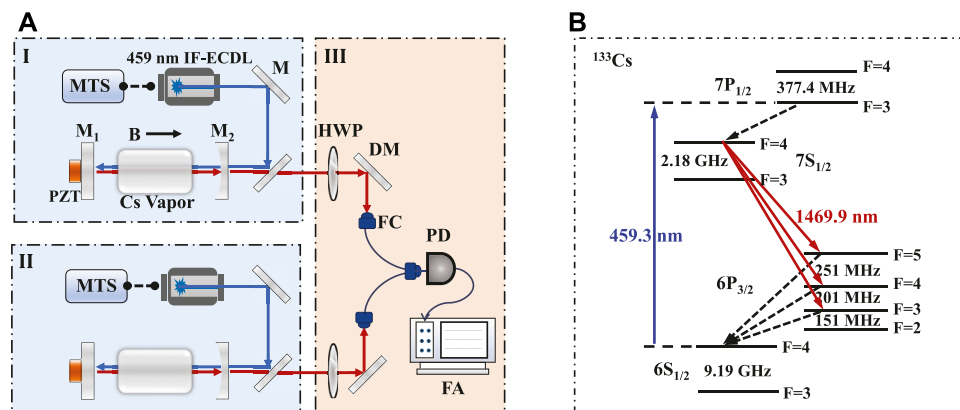 A
I
459 nm IF-ECDL
MTS
M
M1
B
M2
PZT
Cs Vapor
II
MTS
III
HWP
DM
FC
PD
FA
B
¹³³Cs
7P1/2
F=4
377.4 MHz
F=3
F=4
2.18 GHz
7S1/2
F=3
459.3 nm
1469.9 nm
F=5
251 MHz
6P3/2
F=4
201 MHz
F=3
151 MHz
F=2
F=4
6S1/2
9.19 GHz
F=3